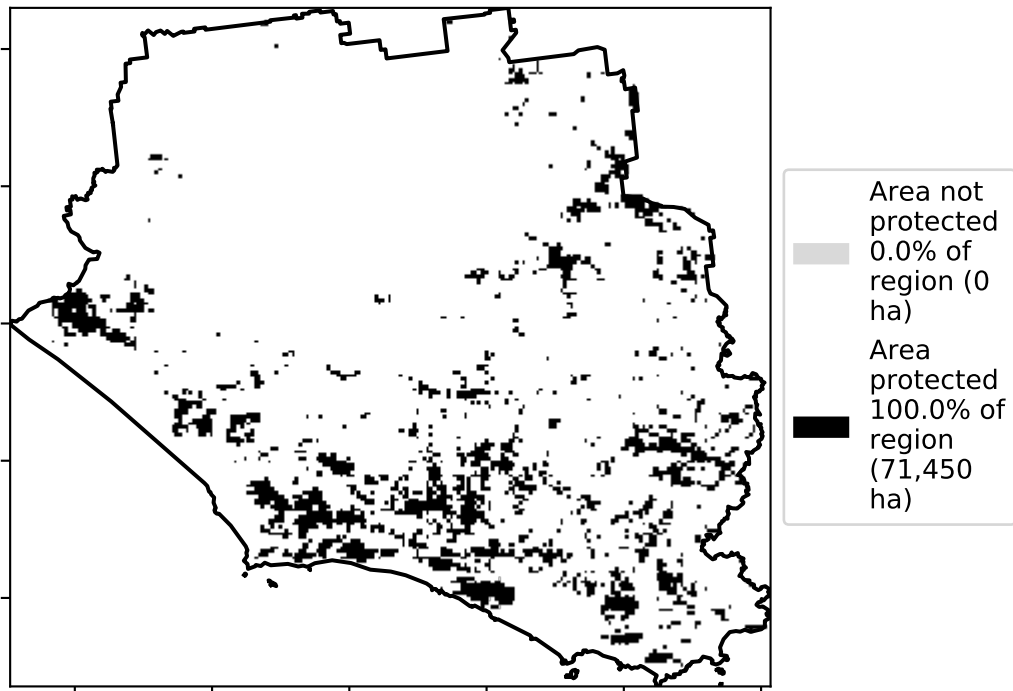 Area not
protected
0.0% of
region (0
ha)
Area
protected
100.0% of
region
(71,450
ha)